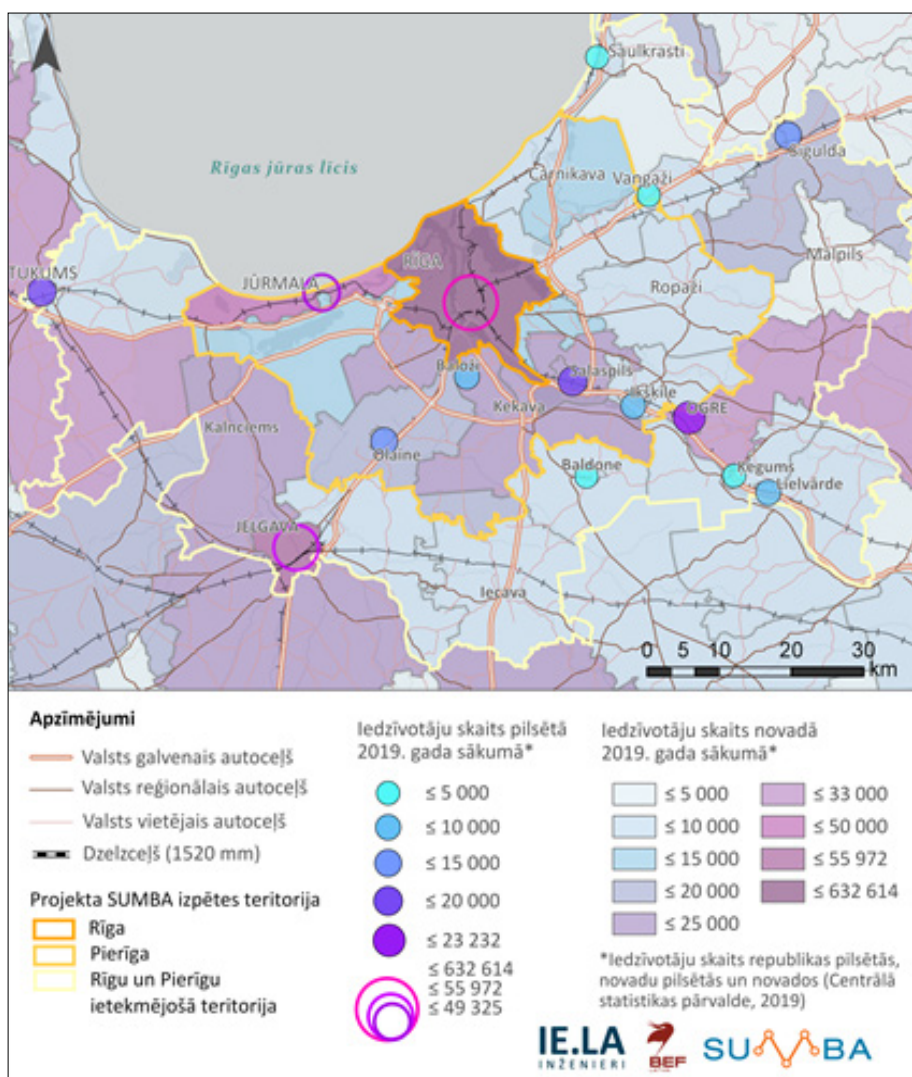 Saulkrasti
Rīgas jūras līcis
Sigulda
Carnikava
Vangaži
Mālpils
RĪGA
TUKUMS
JŪRMALA
Ropaži
Baloži
Salaspils
Ikšķile
OGRE
Ķekava
Kalnciems
Olaine
Baldone
Ķegums
Lielvārde
JELGAVA
Iecava
0 5 10 20 30
km
Apzīmējumi
Valsts galvenais autoceļš
Valsts reģionālais autoceļš
Valsts vietējais autoceļš
Dzelzceļš (1520 mm)
Projekta SUMBA izpētes teritorija
Rīga
Pierīga
Rīgu un Pierīgu
ietekmējošā teritorija
Iedzīvotāju skaits pilsētā
2019. gada sākumā*
≤ 5 000
≤ 10 000
≤ 15 000
≤ 20 000
≤ 23 232
≤ 632 614
≤ 55 972
≤ 49 325
Iedzīvotāju skaits novadā
2019. gada sākumā*
≤ 5 000
≤ 10 000
≤ 15 000
≤ 20 000
≤ 25 000
≤ 33 000
≤ 50 000
≤ 55 972
≤ 632 614
*Iedzīvotāju skaits republikas pilsētās,
novadu pilsētās un novados (Centrālā
statistikas pārvalde, 2019)
IE.LA
INŽENIERI
BEF
SUMBA